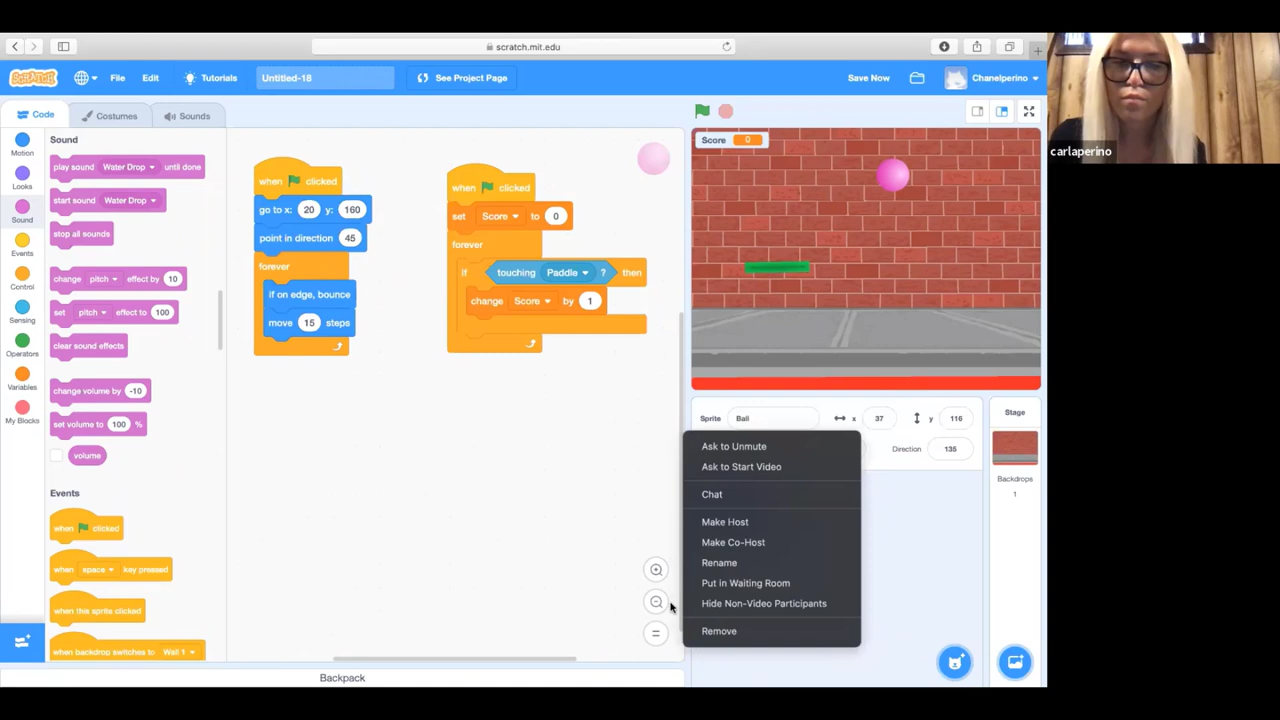 scratch.mit.edu
SCRATCH
File
Edit
Tutorials
Untitled-18
See Project Page
Save Now
Chanelperino
Code
Costumes
Sounds
Motion
Looks
Sound
Events
Control
Sensing
Operators
Variables
My Blocks
Sound
play sound Water Drop until done
start sound Water Drop
stop all sounds
change pitch effect by 10
set pitch effect to 100
clear sound effects
change volume by -10
set volume to 100 %
volume
Events
when clicked
when space key pressed
when this sprite clicked
when backdrop switches to Wall 1
when clicked
go to x: 20 y: 160
point in direction 45
forever
if on edge, bounce
move 15 steps
when clicked
set Score to 0
forever
if touching Paddle ? then
change Score by 1
Backpack
Score 0
Sprite Ball x 37 y 116
Direction 135
Stage
Backdrops
1
Ask to Unmute
Ask to Start Video
Chat
Make Host
Make Co-Host
Rename
Put in Waiting Room
Hide Non-Video Participants
Remove
carlaperino